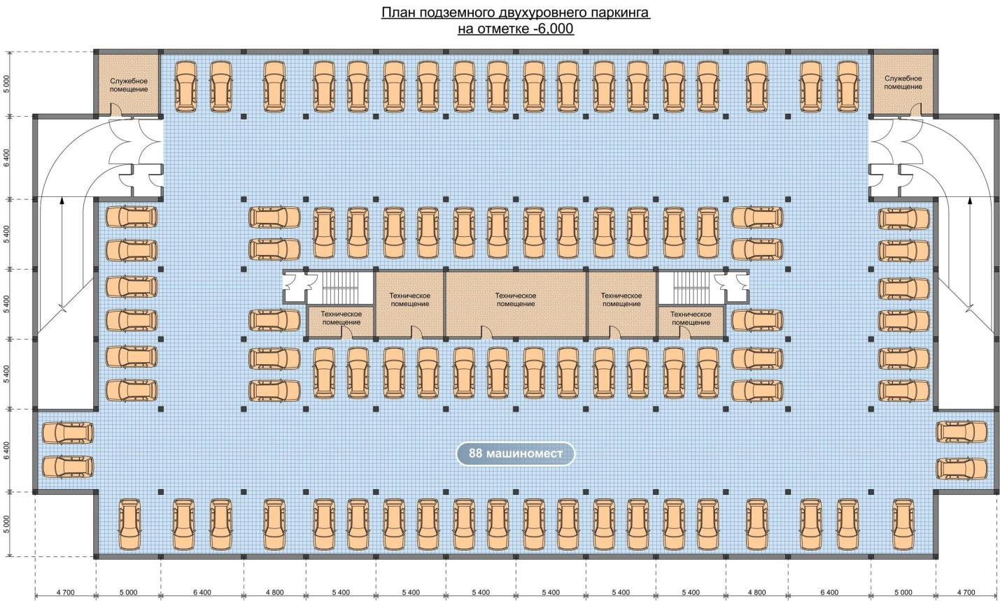 План подземного двухуровнего паркинга
на отметке -6,000
Служебное
помещение
Служебное
помещение
5 000
6 400
5 400
5 400
5 400
6 400
5 000
Техническое
помещение
Техническое
помещение
Техническое
помещение
Техническое
помещение
Техническое
помещение
88 машиномест
4 700
5 000
6 400
4 800
5 400
5 400
5 400
5 400
5 400
5 400
4 800
6 400
5 000
4 700